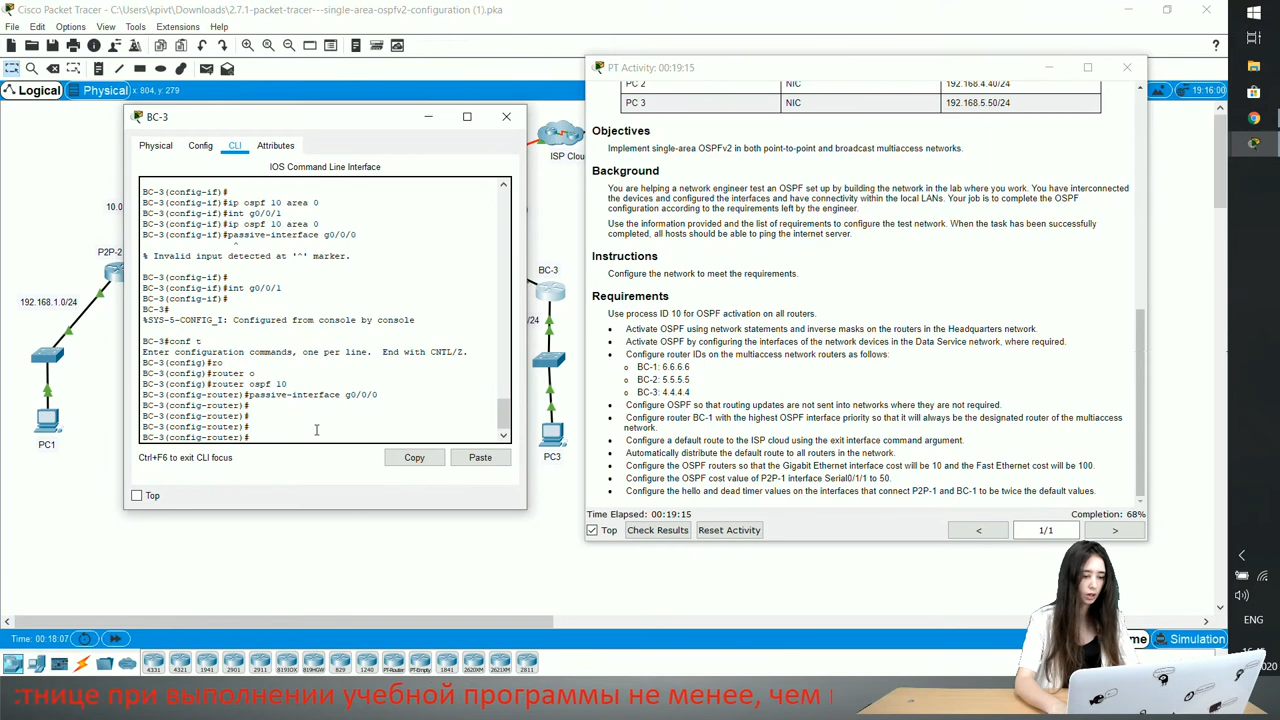 Cisco Packet Tracer - C:\Users\kpivt\Downloads\2.7.1-packet-tracer---single-area-ospfv2-configuration (1).pka
File Edit Options View Tools Extensions Help
Logical Physical x: 804, y: 279
19:16:00
ISP Clou
10.0
P2P-2
192.168.1.0/24
PC1
BC-3
/24
PC3
BC-3
Physical Config CLI Attributes
IOS Command Line Interface
BC-3(config-if)#
BC-3(config-if)#ip ospf 10 area 0
BC-3(config-if)#int g0/0/1
BC-3(config-if)#ip ospf 10 area 0
BC-3(config-if)#passive-interface g0/0/0
^
% Invalid input detected at '^' marker.
BC-3(config-if)#
BC-3(config-if)#int g0/0/1
BC-3(config-if)#
BC-3#
%SYS-5-CONFIG_I: Configured from console by console
BC-3#conf t
Enter configuration commands, one per line. End with CNTL/Z.
BC-3(config)#ro
BC-3(config)#router o
BC-3(config)#router ospf 10
BC-3(config-router)#passive-interface g0/0/0
BC-3(config-router)#
BC-3(config-router)#
BC-3(config-router)#
BC-3(config-router)#
Ctrl+F6 to exit CLI focus
Copy Paste
Top
PT Activity: 00:19:15
PC 2 NIC 192.168.4.40/24
PC 3 NIC 192.168.5.50/24
Objectives
Implement single-area OSPFv2 in both point-to-point and broadcast multiaccess networks.
Background
You are helping a network engineer test an OSPF set up by building the network in the lab where you work. You have interconnected
the devices and configured the interfaces and have connectivity within the local LANs. Your job is to complete the OSPF
configuration according to the requirements left by the engineer.
Use the information provided and the list of requirements to configure the test network. When the task has been successfully
completed, all hosts should be able to ping the internet server.
Instructions
Configure the network to meet the requirements.
Requirements
Use process ID 10 for OSPF activation on all routers.
• Activate OSPF using network statements and inverse masks on the routers in the Headquarters network.
• Activate OSPF by configuring the interfaces of the network devices in the Data Service network, where required.
• Configure router IDs on the multiaccess network routers as follows:
o BC-1: 6.6.6.6
o BC-2: 5.5.5.5
o BC-3: 4.4.4.4
• Configure OSPF so that routing updates are not sent into networks where they are not required.
• Configure router BC-1 with the highest OSPF interface priority so that it will always be the designated router of the multiaccess
network.
• Configure a default route to the ISP cloud using the exit interface command argument.
• Automatically distribute the default route to all routers in the network.
• Configure the OSPF routers so that the Gigabit Ethernet interface cost will be 10 and the Fast Ethernet cost will be 100.
• Configure the OSPF cost value of P2P-1 interface Serial0/1/1 to 50.
• Configure the hello and dead timer values on the interfaces that connect P2P-1 and BC-1 to be twice the default values.
Time Elapsed: 00:19:15 Completion: 68%
Top Check Results Reset Activity < 1/1 >
ENG
Time: 00:18:07
me Simulation
4331 4321 1941 2901 2911 819IOX 819HGW 829 1240 PT-Router PT-Empty 1841 2620XM 2621XM 2811
тнице при выполнении учебной программы не менее, чем